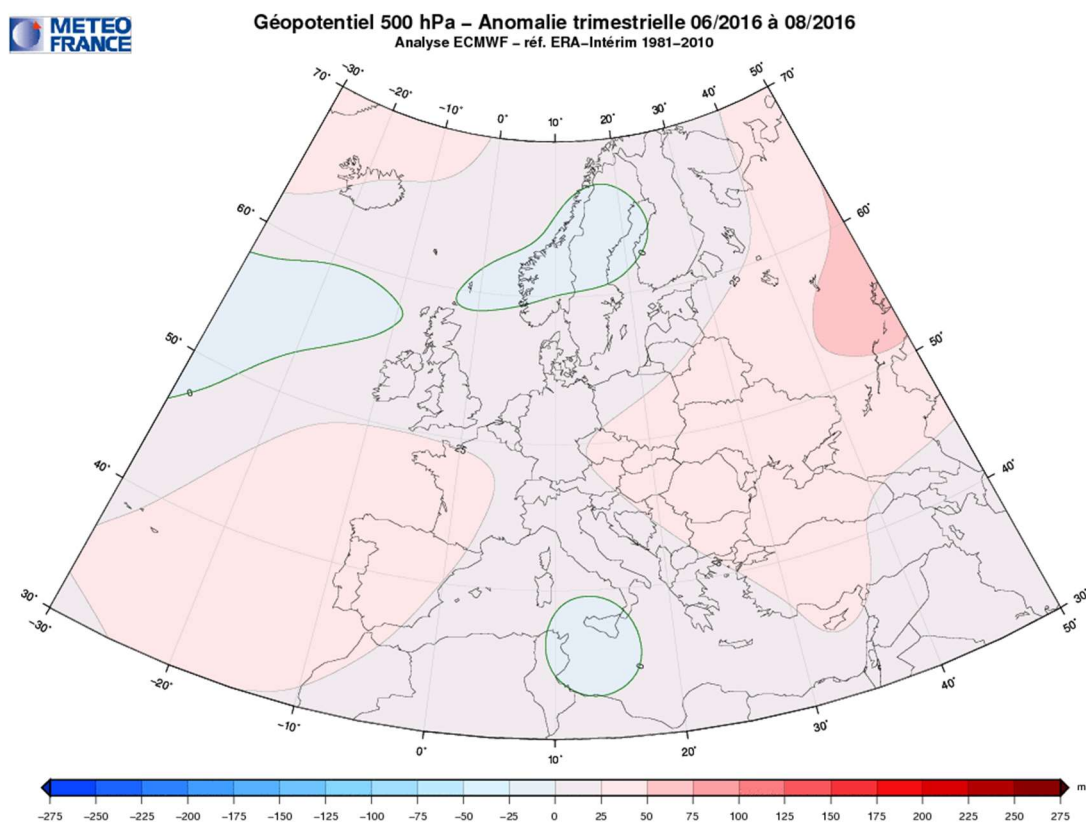 METEO
FRANCE
Géopotentiel 500 hPa – Anomalie trimestrielle 06/2016 à 08/2016
Analyse ECMWF – réf. ERA–Intérim 1981–2010
70° -30° -20° -10° 0° 10° 20° 30° 40° 50° 70°
60° 60°
25
0
50° 50°
0
25
40° 40°
0
30° 30°
-30° -20° -10° 0° 10° 20° 30° 40° 50°
−275 −250 −225 −200 −175 −150 −125 −100 −75 −50 −25 0 25 50 75 100 125 150 175 200 225 250 275
m